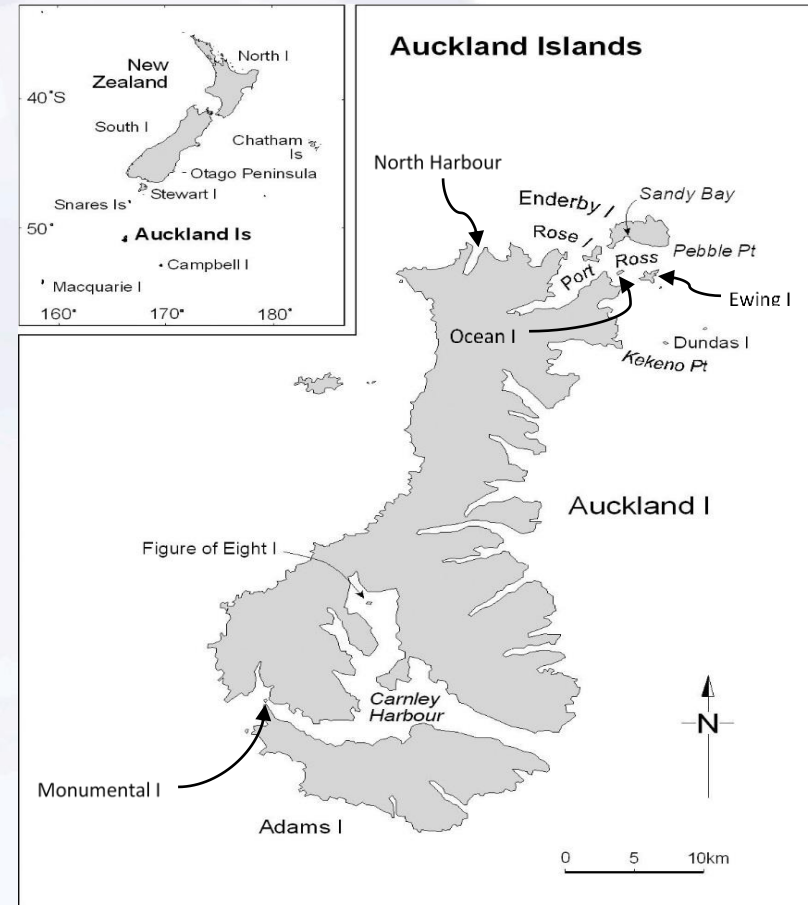 New
Zealand
North I
40°S
South I
Chatham
Is
Otago Peninsula
Stewart I
Snares Is
50°
Auckland Is
Campbell I
Macquarie I
160°
170°
180°
Auckland Islands
North Harbour
Enderby I
Sandy Bay
Rose I
Port Ross
Pebble Pt
Ewing I
Ocean I
Dundas I
Kekeno Pt
Auckland I
Figure of Eight I
Carnley
Harbour
N
Monumental I
Adams I
0 5 10km